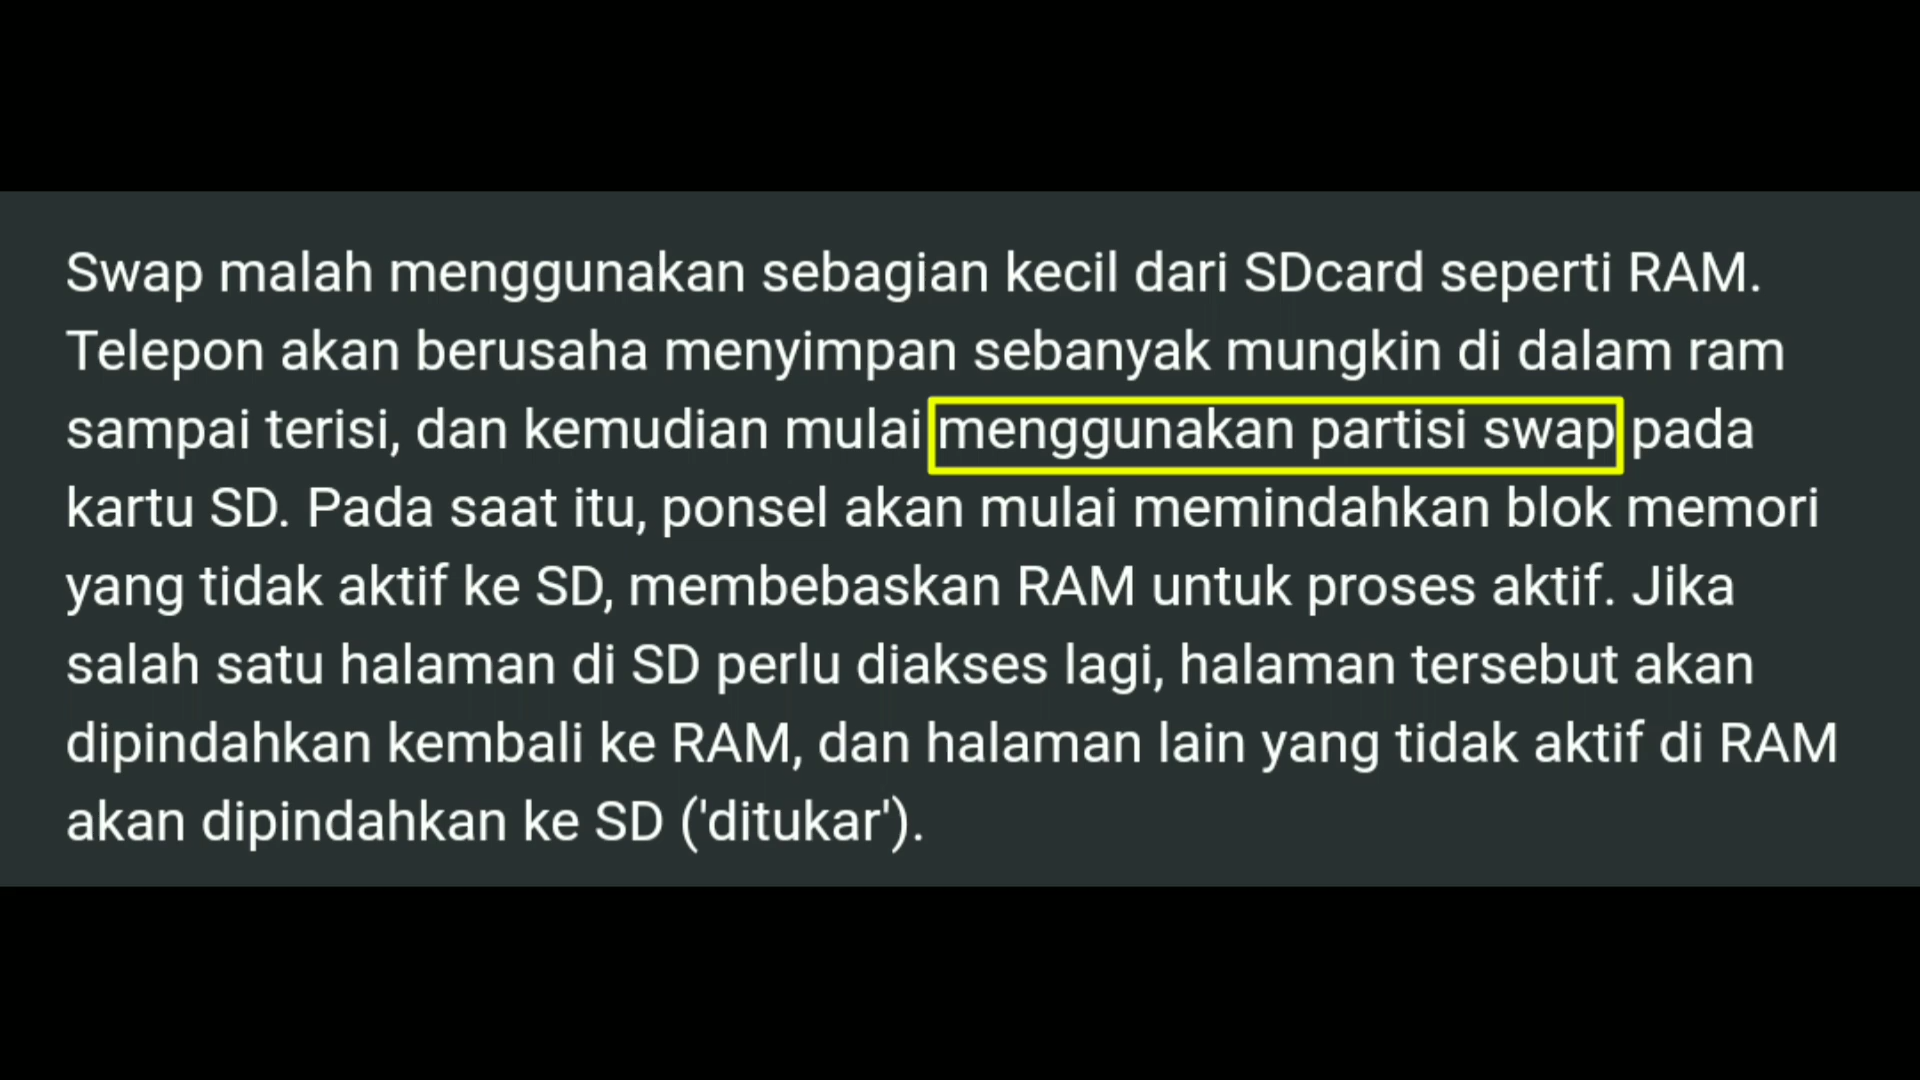 Swap malah menggunakan sebagian kecil dari SDcard seperti RAM.
Telepon akan berusaha menyimpan sebanyak mungkin di dalam ram
sampai terisi, dan kemudian mulai menggunakan partisi swap pada
kartu SD. Pada saat itu, ponsel akan mulai memindahkan blok memori
yang tidak aktif ke SD, membebaskan RAM untuk proses aktif. Jika
salah satu halaman di SD perlu diakses lagi, halaman tersebut akan
dipindahkan kembali ke RAM, dan halaman lain yang tidak aktif di RAM
akan dipindahkan ke SD ('ditukar').